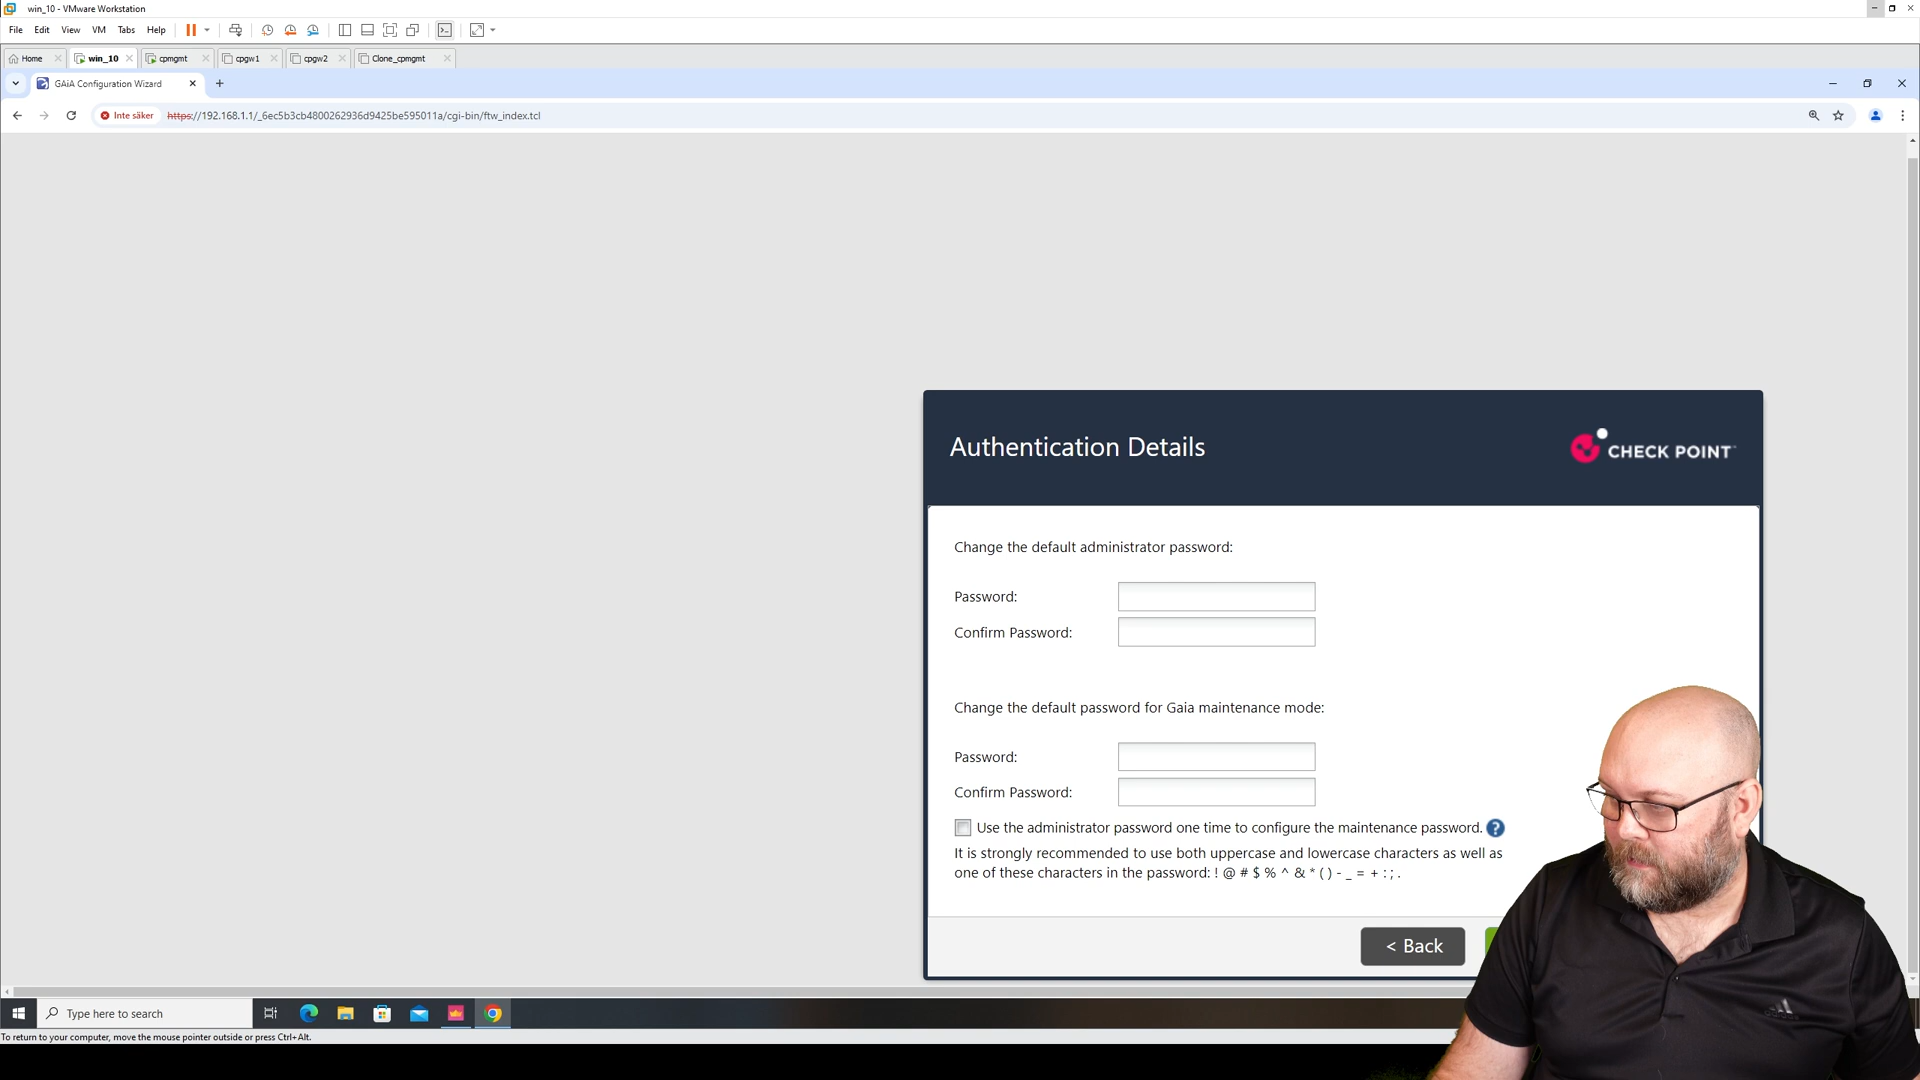 win_10 - VMware Workstation
File Edit View VM Tabs Help
Home win_10 cpmgmt cpgw1 cpgw2 Clone_cpmgmt
GAiA Configuration Wizard
Inte säker https://192.168.1.1/_6ec5b3cb4800262936d9425be595011a/cgi-bin/ftw_index.tcl
Authentication Details
CHECK POINT
Change the default administrator password:
Password:
Confirm Password:
Change the default password for Gaia maintenance mode:
Password:
Confirm Password:
Use the administrator password one time to configure the maintenance password. ?
It is strongly recommended to use both uppercase and lowercase characters as well as
one of these characters in the password: ! @ # $ % ^ & * ( ) - _ = + : ; .
< Back
Type here to search
To return to your computer, move the mouse pointer outside or press Ctrl+Alt.